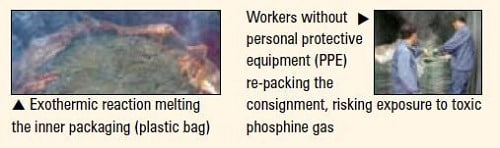 ▲ Exothermic reaction melting
the inner packaging (plastic bag)
Workers without ▶
personal protective
equipment (PPE)
re-packing the
consignment, risking exposure to toxic
phosphine gas